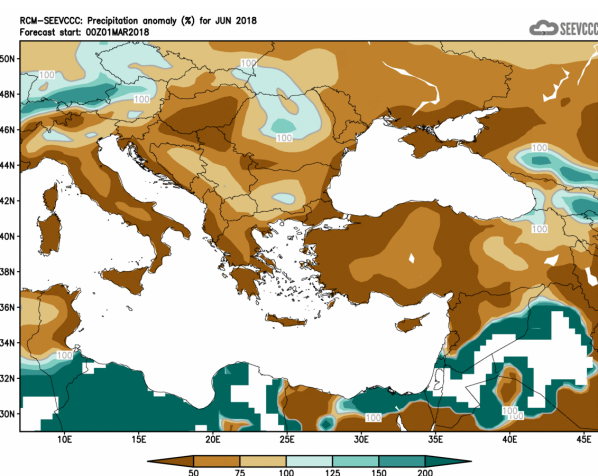 RCM-SEEVCCC: Precipitation anomaly (%) for JUN 2018
Forecast start: 00Z01MAR2018
SEEVCCC
50N
48N
46N
44N
42N
40N
38N
36N
34N
32N
30N
100
100
100
100
100
100
100
100
100
100
10E
15E
20E
25E
30E
35E
40E
45E
50
75
100
125
150
200